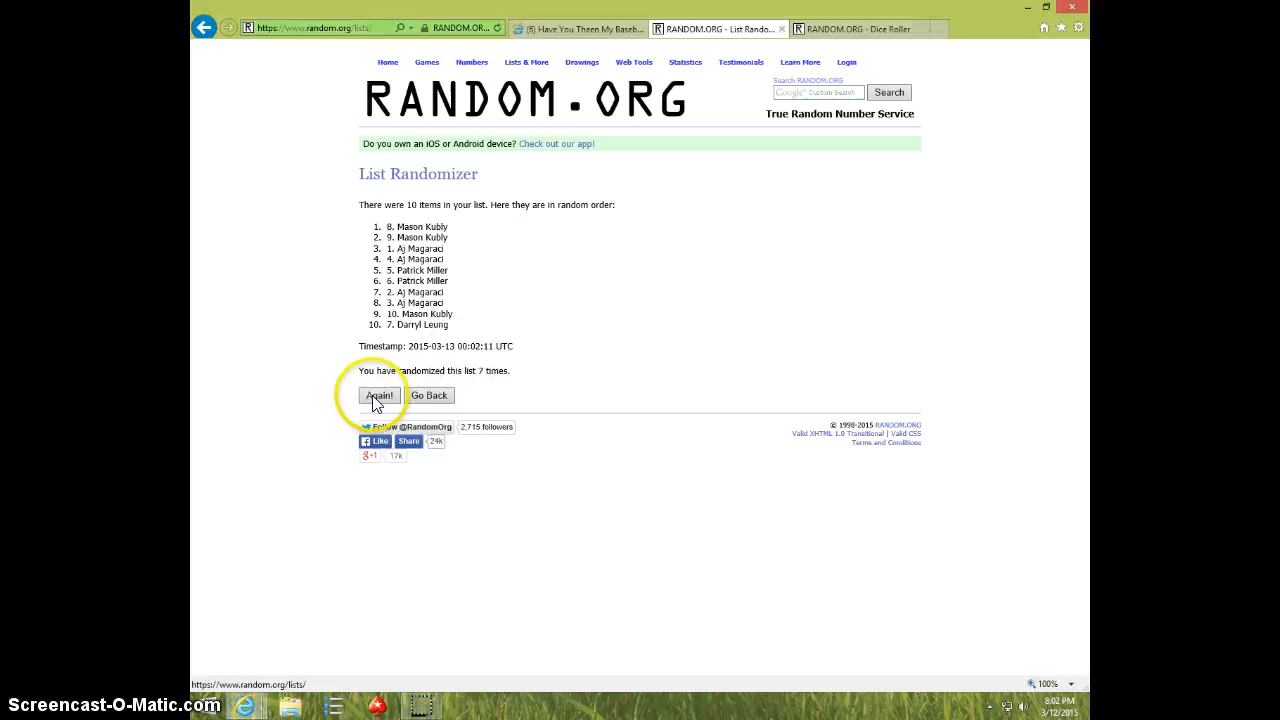 https://www.random.org/lists/
RANDOM.OR...
(6) Have You Theen My Baseb...
RANDOM.ORG - List Rando...
RANDOM.ORG - Dice Roller
Home Games Numbers Lists & More Drawings Web Tools Statistics Testimonials Learn More Login
RANDOM.ORG
Search RANDOM.ORG
Google™ Custom Search
Search
True Random Number Service
Do you own an iOS or Android device? Check out our app!
List Randomizer
There were 10 items in your list. Here they are in random order:
1. 8. Mason Kubly
2. 9. Mason Kubly
3. 1. Aj Magaraci
4. 4. Aj Magaraci
5. 5. Patrick Miller
6. 6. Patrick Miller
7. 2. Aj Magaraci
8. 3. Aj Magaraci
9. 10. Mason Kubly
10. 7. Darryl Leung
Timestamp: 2015-03-13 00:02:11 UTC
You have randomized this list 7 times.
Again! Go Back
Follow @RandomOrg 2,715 followers
Like Share 24k
g+1 17k
© 1998-2015 RANDOM.ORG
Valid XHTML 1.0 Transitional | Valid CSS
Terms and Conditions
https://www.random.org/lists/
100%
8:02 PM
3/12/2015
Screencast-O-Matic.com